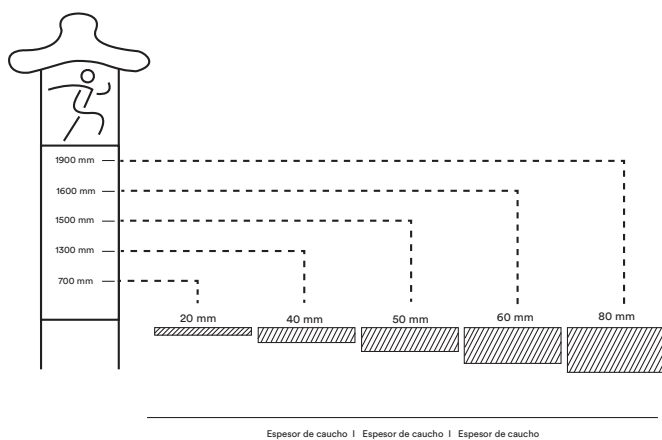 1900 mm
1600 mm
1500 mm
1300 mm
700 mm
20 mm
40 mm
50 mm
60 mm
80 mm
Espesor de caucho I Espesor de caucho I Espesor de caucho